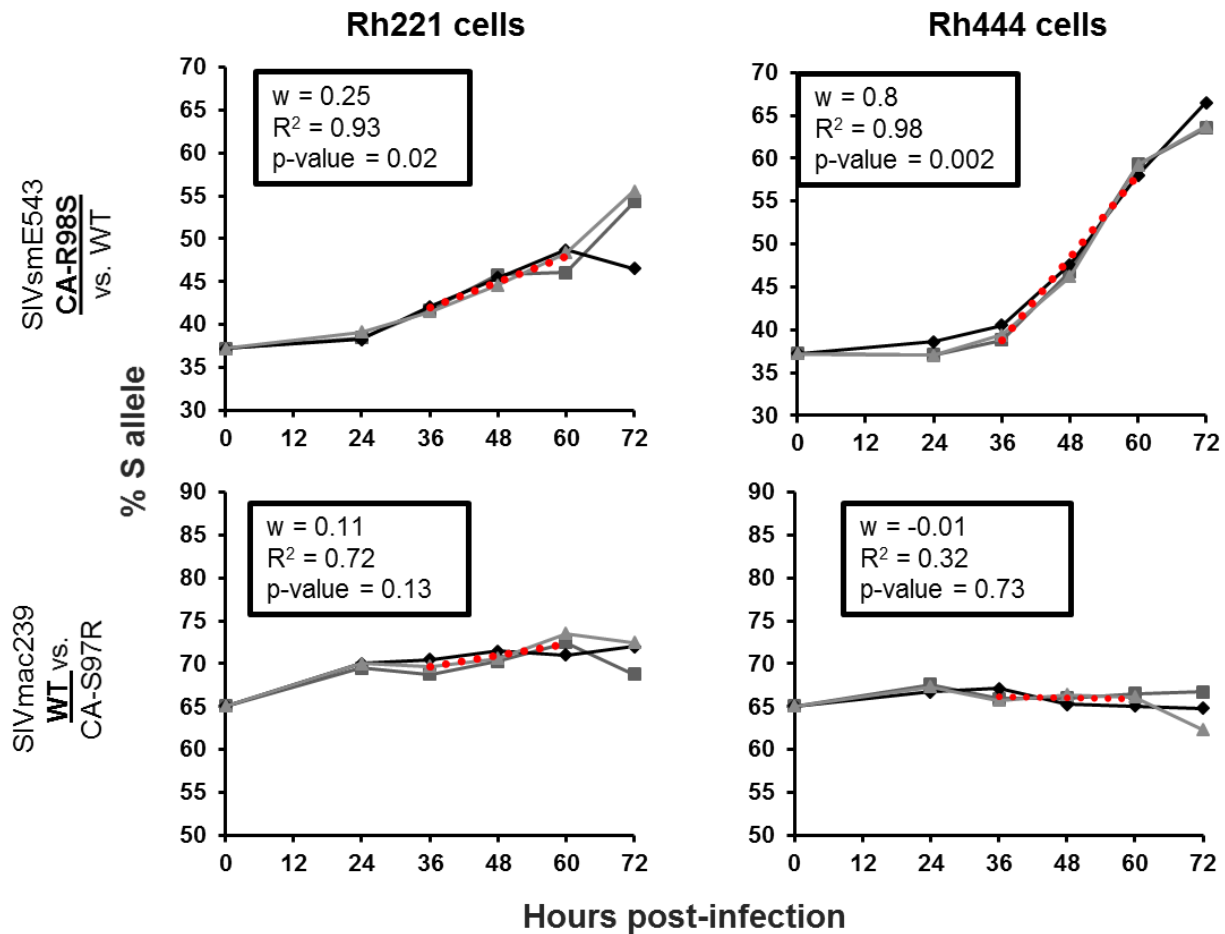 Rh221 cells
Rh444 cells
SIVsmE543
CA-R98S
vs. WT
70
65
60
55
50
45
40
35
30
w = 0.25
R² = 0.93
p-value = 0.02
0 12 24 36 48 60 72
70
65
60
55
50
45
40
35
30
w = 0.8
R² = 0.98
p-value = 0.002
0 12 24 36 48 60 72
% S allele
SIVmac239
WT vs.
CA-S97R
90
85
80
75
70
65
60
55
50
w = 0.11
R² = 0.72
p-value = 0.13
0 12 24 36 48 60 72
90
85
80
75
70
65
60
55
50
w = -0.01
R² = 0.32
p-value = 0.73
0 12 24 36 48 60 72
Hours post-infection